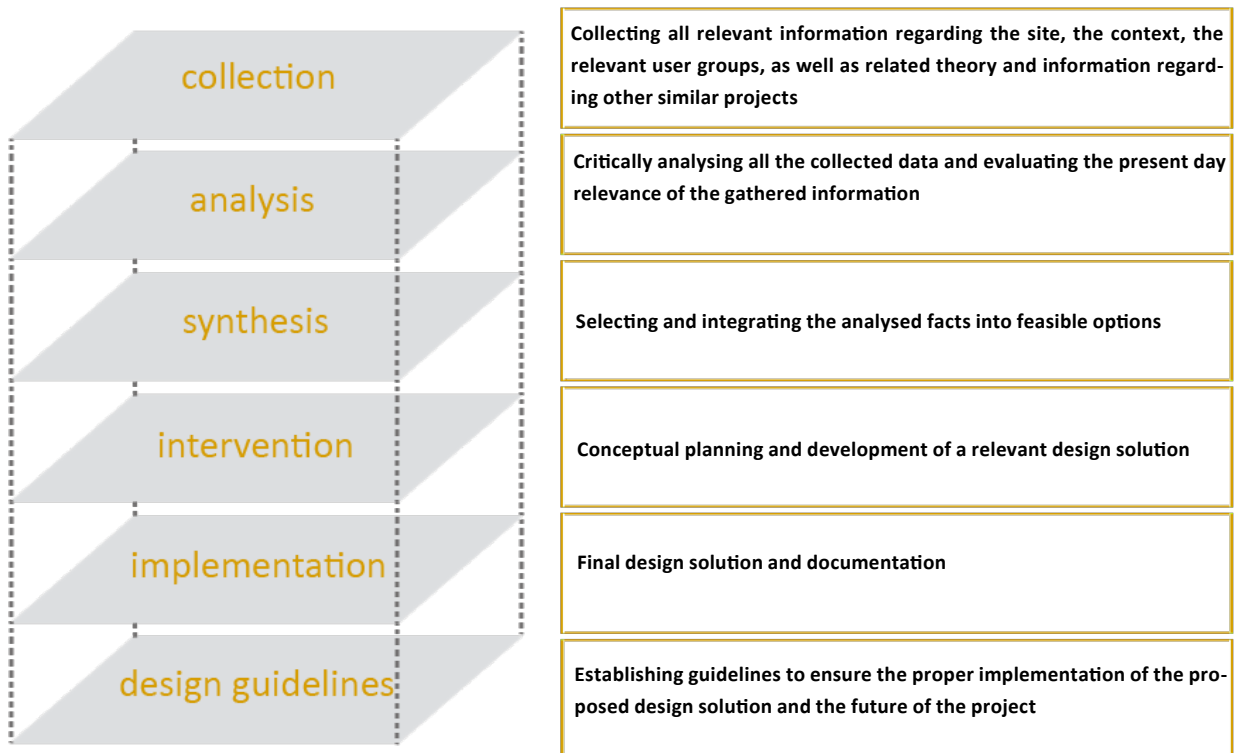 collection
Collecting all relevant information regarding the site, the context, the
relevant user groups, as well as related theory and information regard-
ing other similar projects
analysis
Critically analysing all the collected data and evaluating the present day
relevance of the gathered information
synthesis
Selecting and integrating the analysed facts into feasible options
intervention
Conceptual planning and development of a relevant design solution
implementation
Final design solution and documentation
design guidelines
Establishing guidelines to ensure the proper implementation of the pro-
posed design solution and the future of the project